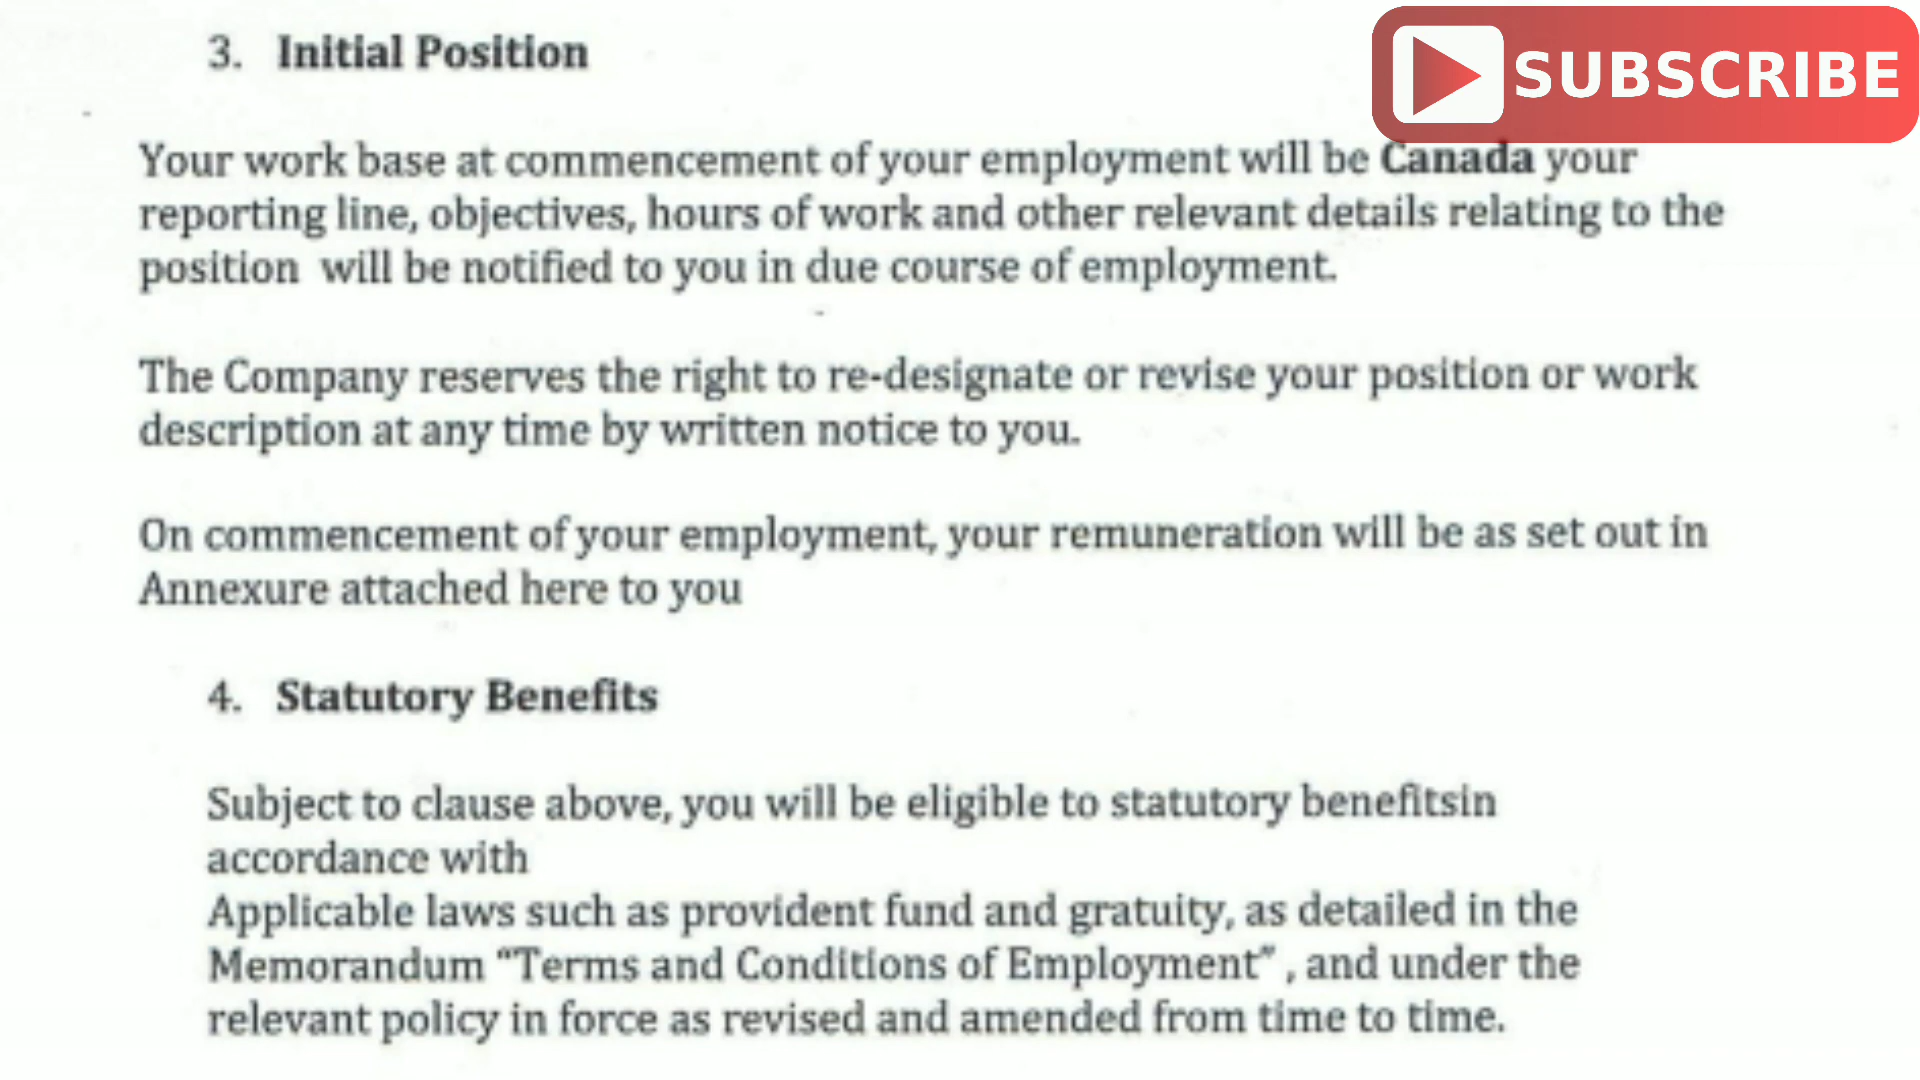 3. Initial Position
SUBSCRIBE
Your work base at commencement of your employment will be Canada your
reporting line, objectives, hours of work and other relevant details relating to the
position will be notified to you in due course of employment.
The Company reserves the right to re-designate or revise your position or work
description at any time by written notice to you.
On commencement of your employment, your remuneration will be as set out in
Annexure attached here to you
4. Statutory Benefits
Subject to clause above, you will be eligible to statutory benefitsin
accordance with
Applicable laws such as provident fund and gratuity, as detailed in the
Memorandum “Terms and Conditions of Employment” , and under the
relevant policy in force as revised and amended from time to time.